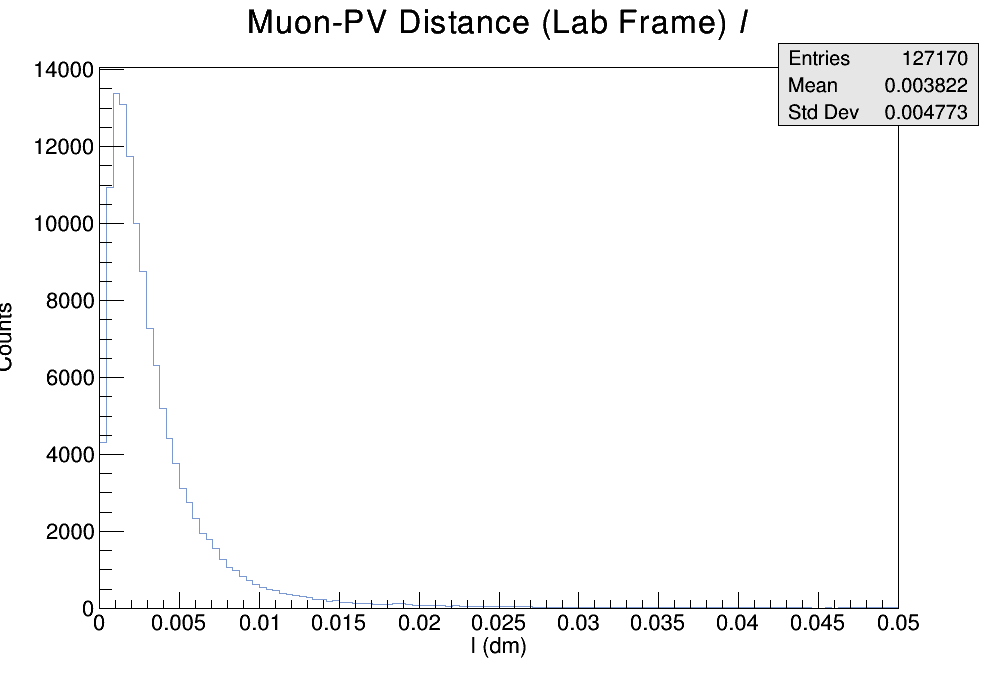 Muon-PV Distance (Lab Frame) l
Entries 127170
Mean 0.003822
Std Dev 0.004773
14000
12000
10000
8000
6000
4000
2000
0
Counts
0 0.005 0.01 0.015 0.02 0.025 0.03 0.035 0.04 0.045 0.05
l (dm)